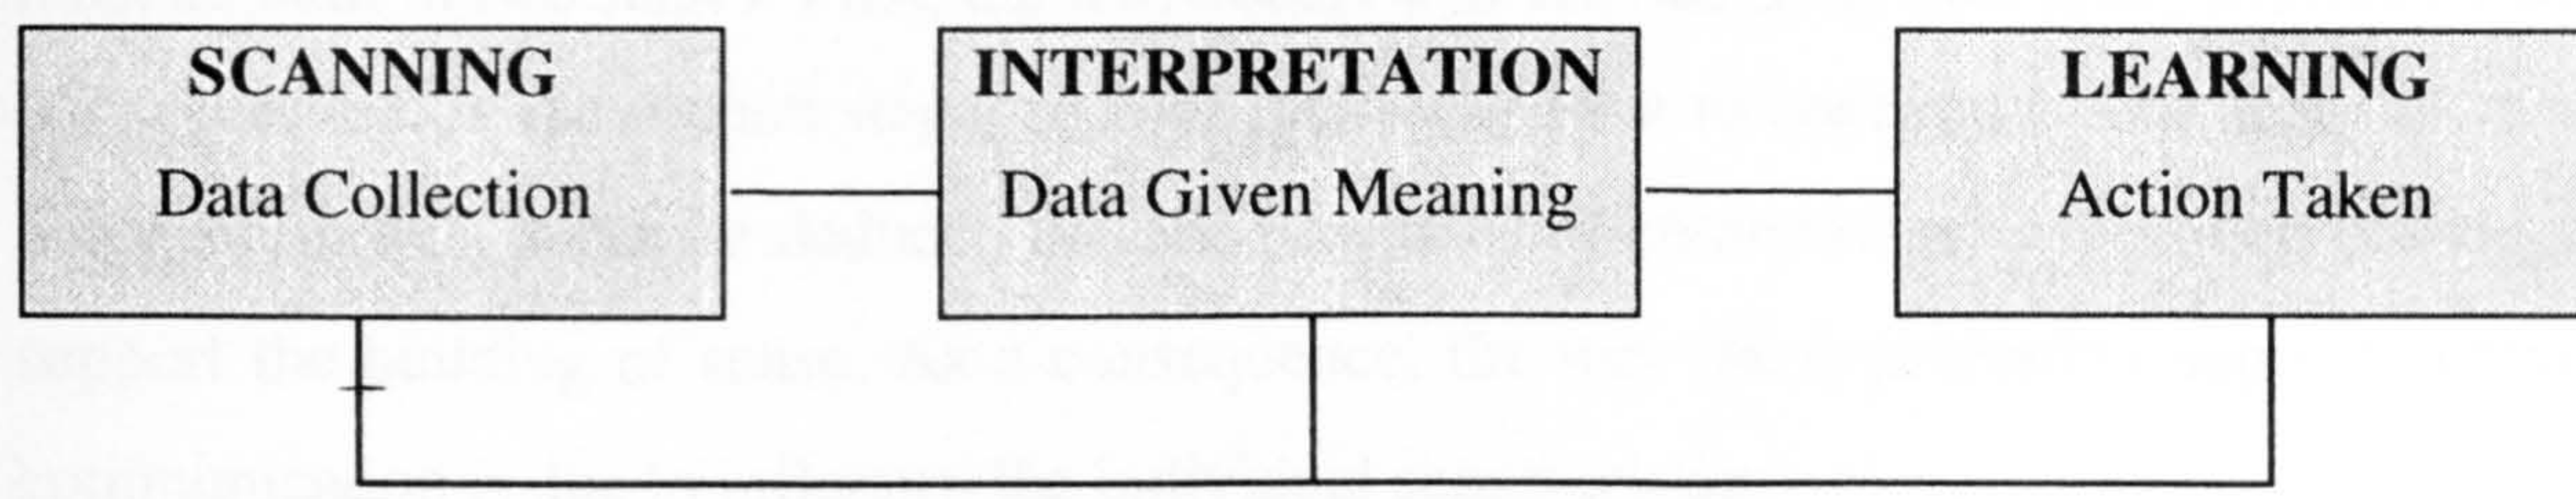 SCANNING
Data Collection
INTERPRETATION
Data Given Meaning
LEARNING
Action Taken